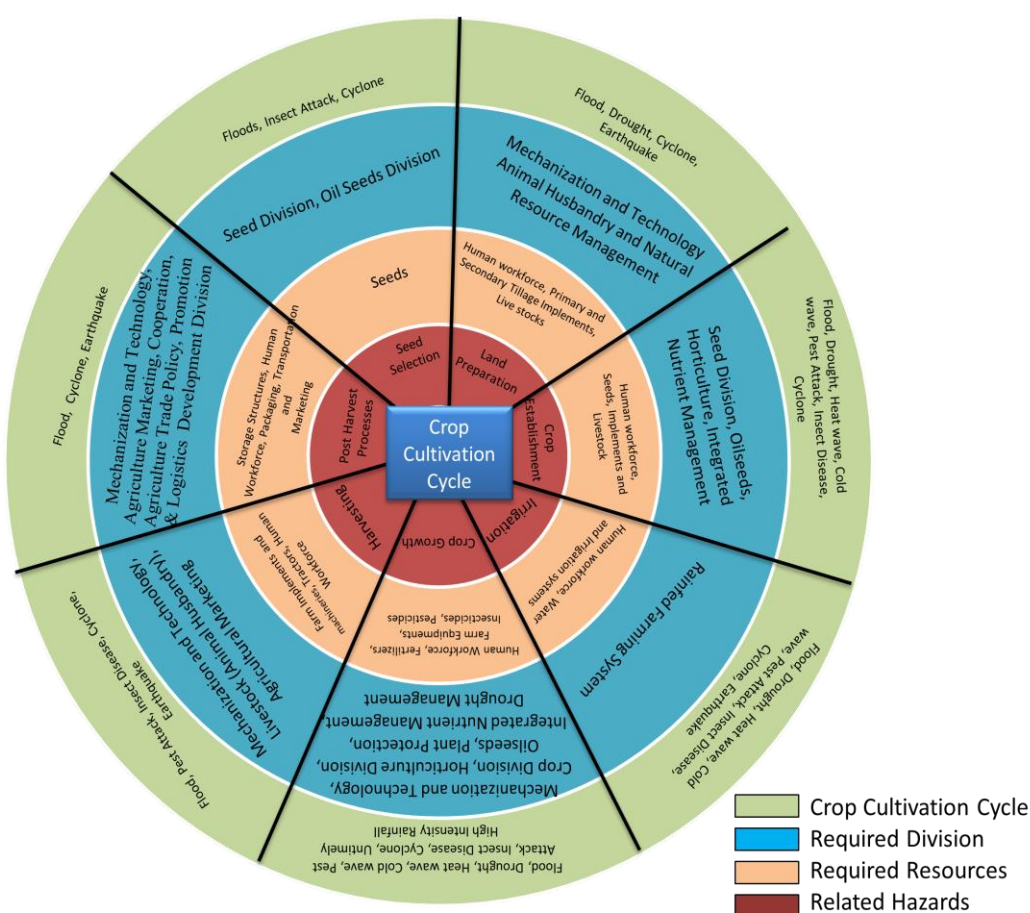 Crop
Cultivation
Cycle
Seed
Selection
Seeds
Seed Division, Oil Seeds Division
Floods, Insect Attack, Cyclone
Land
Preparation
Human workforce, Primary and
Secondary Tillage Implements,
Live stocks
Mechanization and Technology
Animal Husbandry and Natural
Resource Management
Flood, Drought, Cyclone,
Earthquake
Crop
Establishment
Human workforce,
Seeds, Implements and
Livestock
Seed Division, Oilseeds,
Horticulture, Integrated
Nutrient Management
Flood, Drought, Heat wave, Cold
wave, Pest Attack, Insect Disease,
Cyclone
Irrigation
Human workforce, Water
and Irrigation systems
Rainfed Farming System
Flood, Drought, Heat wave, Cold
wave, Pest Attack, Insect Disease,
Cyclone, Earthquake
Crop Growth
Human Workforce, Fertilizers,
Farm Equipments,
Insecticides, Pesticides
Mechanization and Technology,
Crop Division, Horticulture Division,
Oilseeds, Plant Protection,
Integrated Nutrient Management,
Drought Management
Flood, Drought, Heat wave, Cold wave, Pest
Attack, Insect Disease, Cyclone, Untimely
High Intensity Rainfall
Harvesting
Farm Implements and
machineries, Tractors, Human
Workforce
Mechanization and Technology,
Livestock (Animal Husbandry),
Agricultural Marketing
Flood, Pest Attack, Insect Disease, Cyclone,
Earthquake
Post Harvest
Processes
Storage Structures, Human
Workforce, Packaging, Transportation
and
Marketing
Mechanization and Technology,
Agriculture Marketing, Cooperation,
Agriculture Trade Policy, Promotion
& Logistics Development Division
Flood, Cyclone, Earthquake
Crop Cultivation Cycle
Required Division
Required Resources
Related Hazards